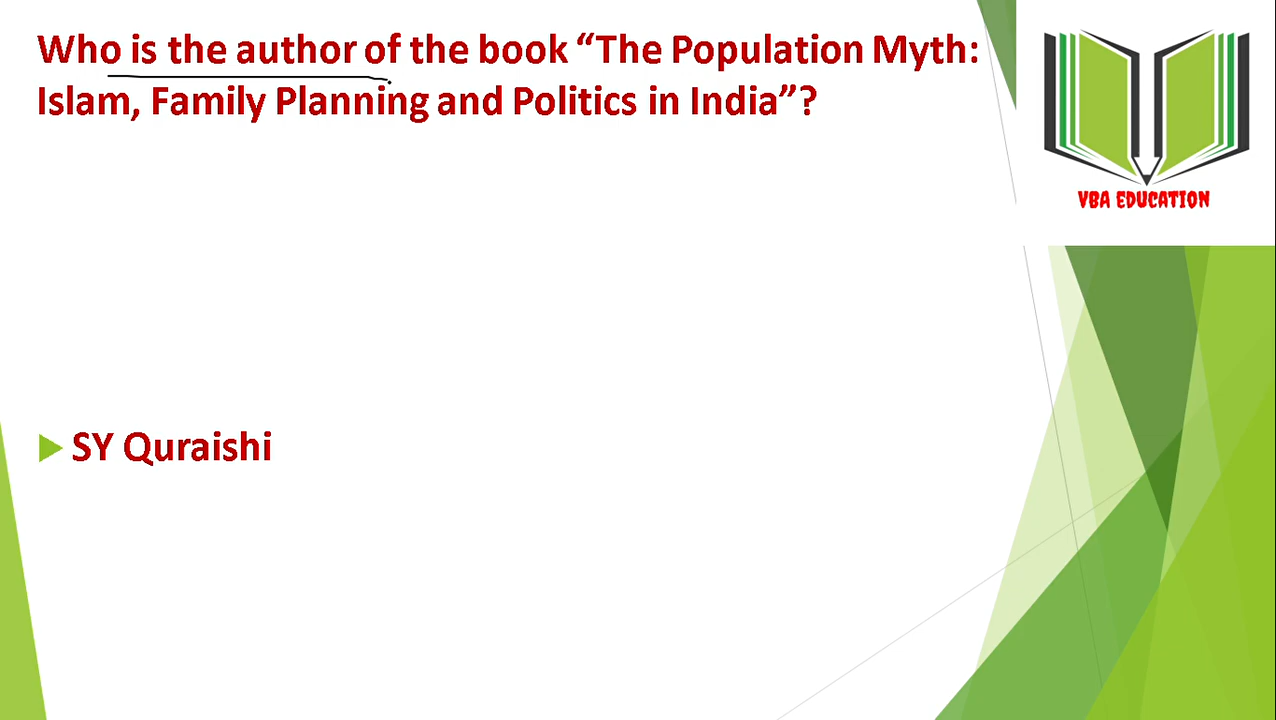 Who is the author of the book “The Population Myth:
Islam, Family Planning and Politics in India”?
VBA EDUCATION
SY Quraishi